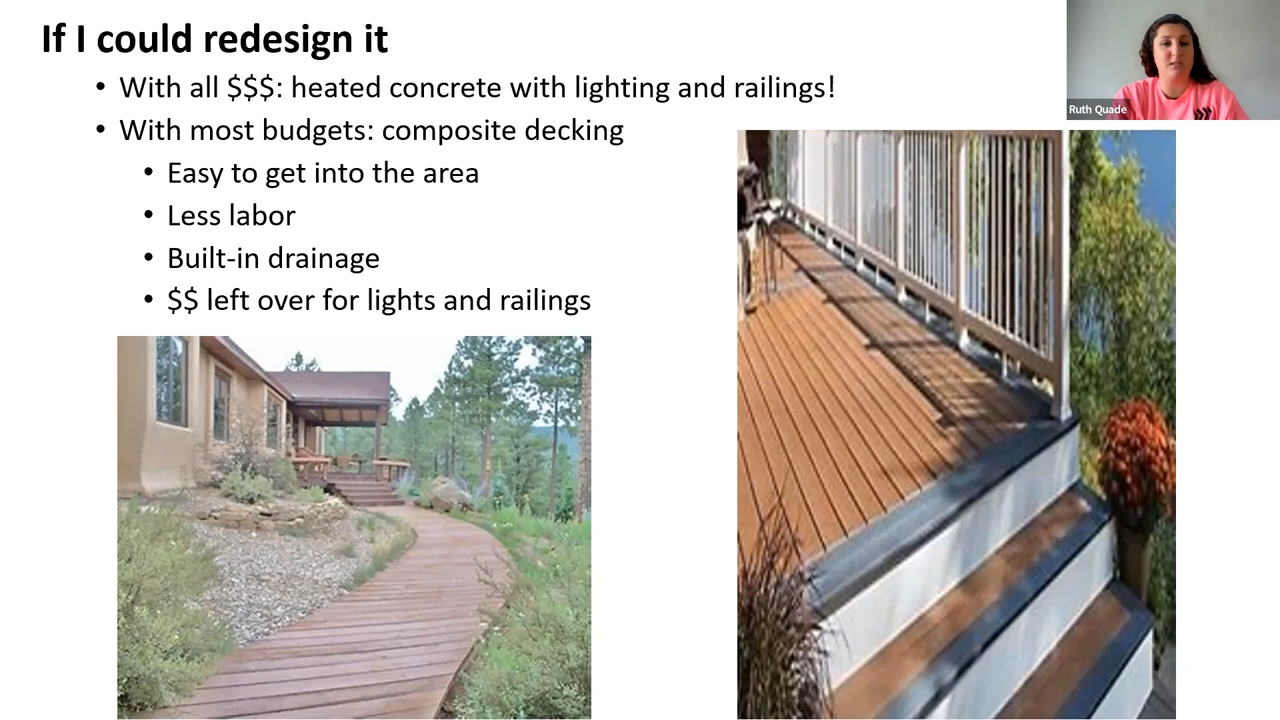 If I could redesign it
• With all $$$: heated concrete with lighting and railings!
• With most budgets: composite decking
• Easy to get into the area
• Less labor
• Built-in drainage
• $$ left over for lights and railings
Ruth Quade